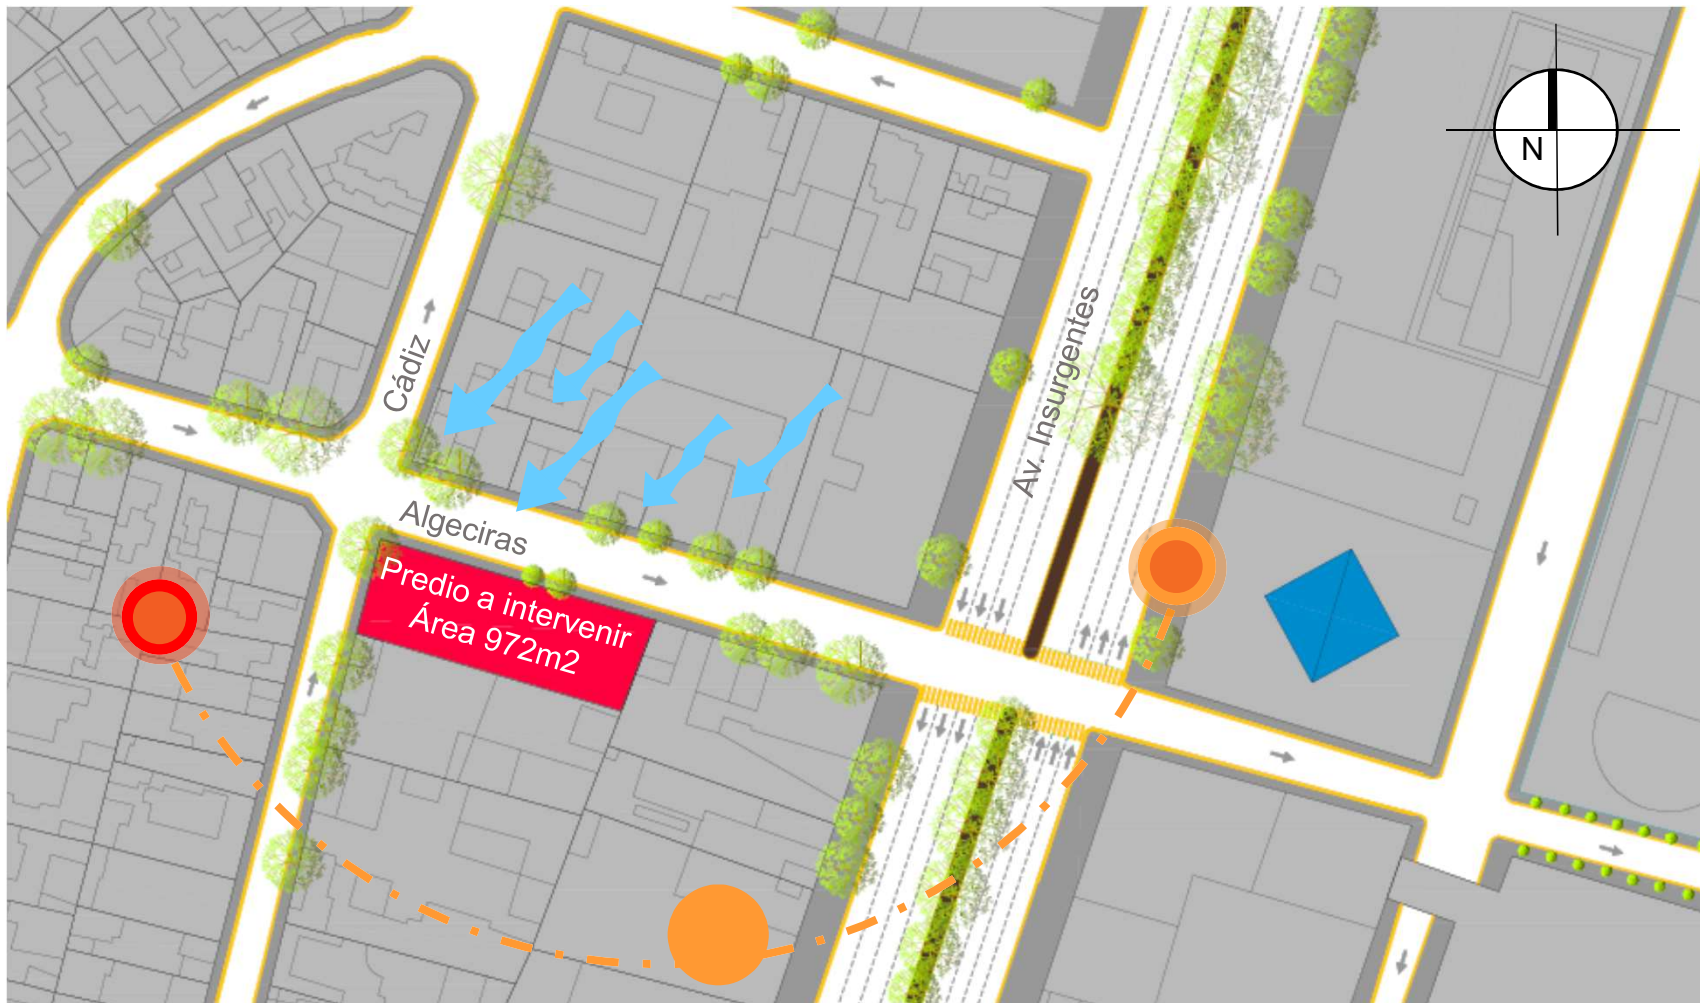 N
Cádiz
Av. Insurgentes
Algeciras
Predio a intervenir
Área 972m2